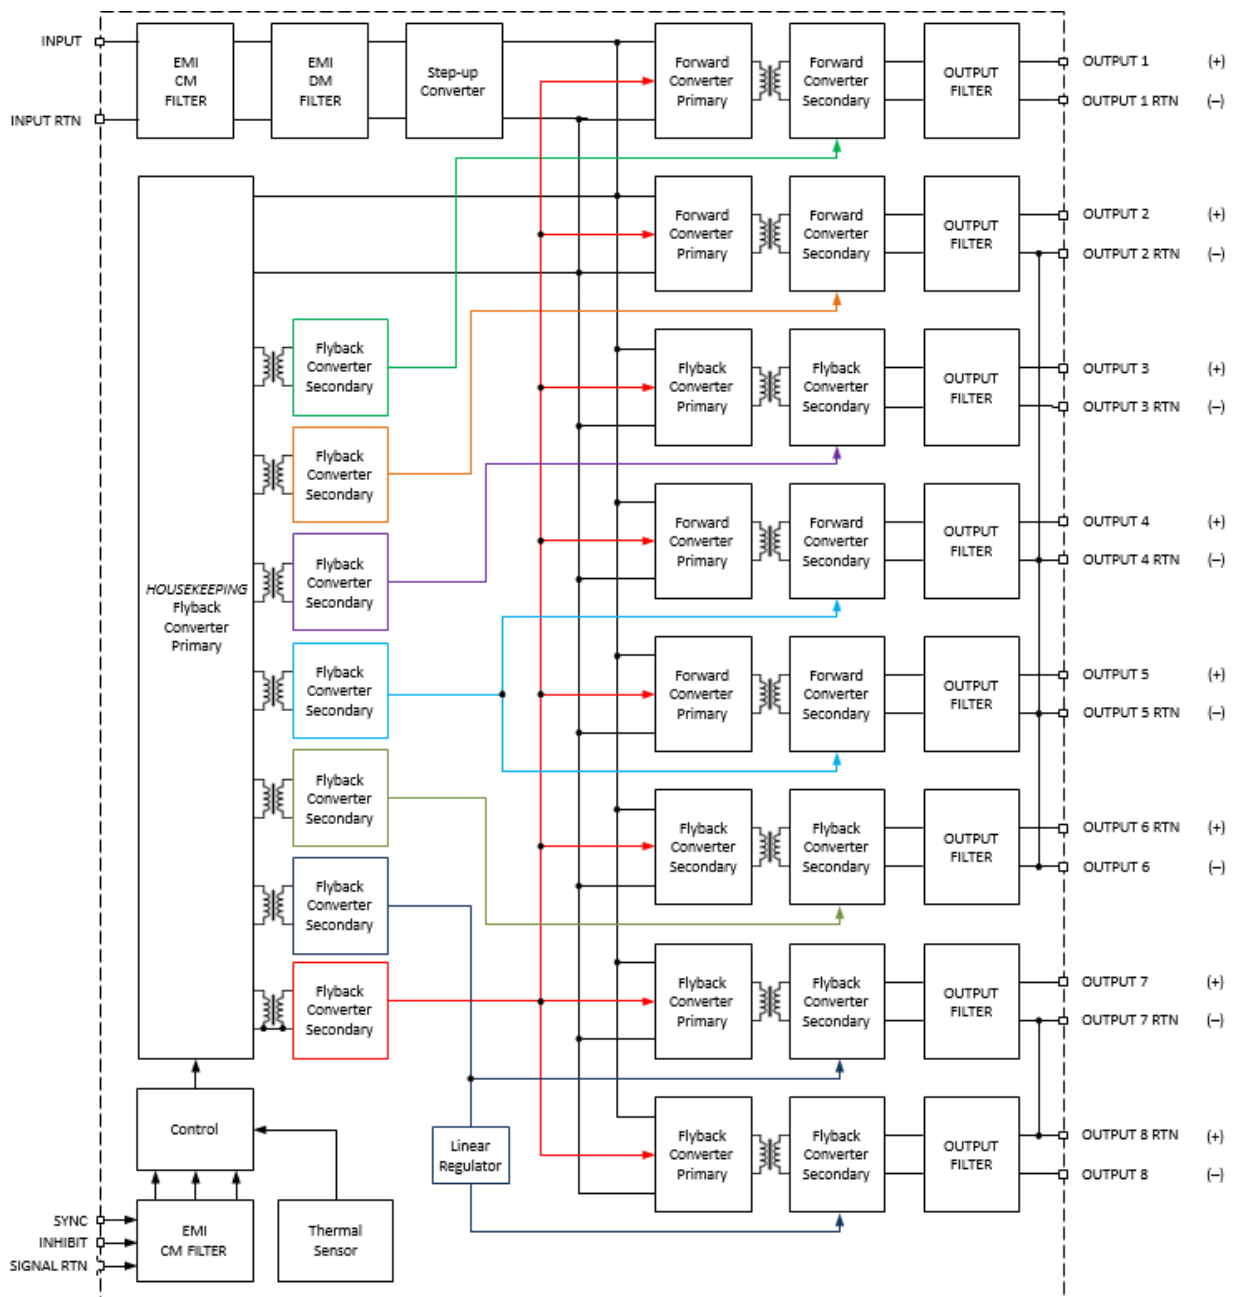 INPUT
INPUT RTN
EMI
CM
FILTER
EMI
DM
FILTER
Step-up
Converter
Forward
Converter
Primary
Forward
Converter
Secondary
OUTPUT
FILTER
OUTPUT 1 (+)
OUTPUT 1 RTN (–)
Forward
Converter
Primary
Forward
Converter
Secondary
OUTPUT
FILTER
OUTPUT 2 (+)
OUTPUT 2 RTN (–)
Flyback
Converter
Primary
Flyback
Converter
Secondary
OUTPUT
FILTER
OUTPUT 3 (+)
OUTPUT 3 RTN (–)
Forward
Converter
Primary
Forward
Converter
Secondary
OUTPUT
FILTER
OUTPUT 4 (+)
OUTPUT 4 RTN (–)
Forward
Converter
Primary
Forward
Converter
Secondary
OUTPUT
FILTER
OUTPUT 5 (+)
OUTPUT 5 RTN (–)
Flyback
Converter
Secondary
Flyback
Converter
Secondary
OUTPUT
FILTER
OUTPUT 6 RTN (+)
OUTPUT 6 (–)
Flyback
Converter
Primary
Flyback
Converter
Secondary
OUTPUT
FILTER
OUTPUT 7 (+)
OUTPUT 7 RTN (–)
Flyback
Converter
Primary
Flyback
Converter
Secondary
OUTPUT
FILTER
OUTPUT 8 RTN (+)
OUTPUT 8 (–)
HOUSEKEEPING
Flyback
Converter
Primary
Flyback
Converter
Secondary
Flyback
Converter
Secondary
Flyback
Converter
Secondary
Flyback
Converter
Secondary
Flyback
Converter
Secondary
Flyback
Converter
Secondary
Flyback
Converter
Secondary
Control
Linear
Regulator
SYNC
INHIBIT
SIGNAL RTN
EMI
CM FILTER
Thermal
Sensor